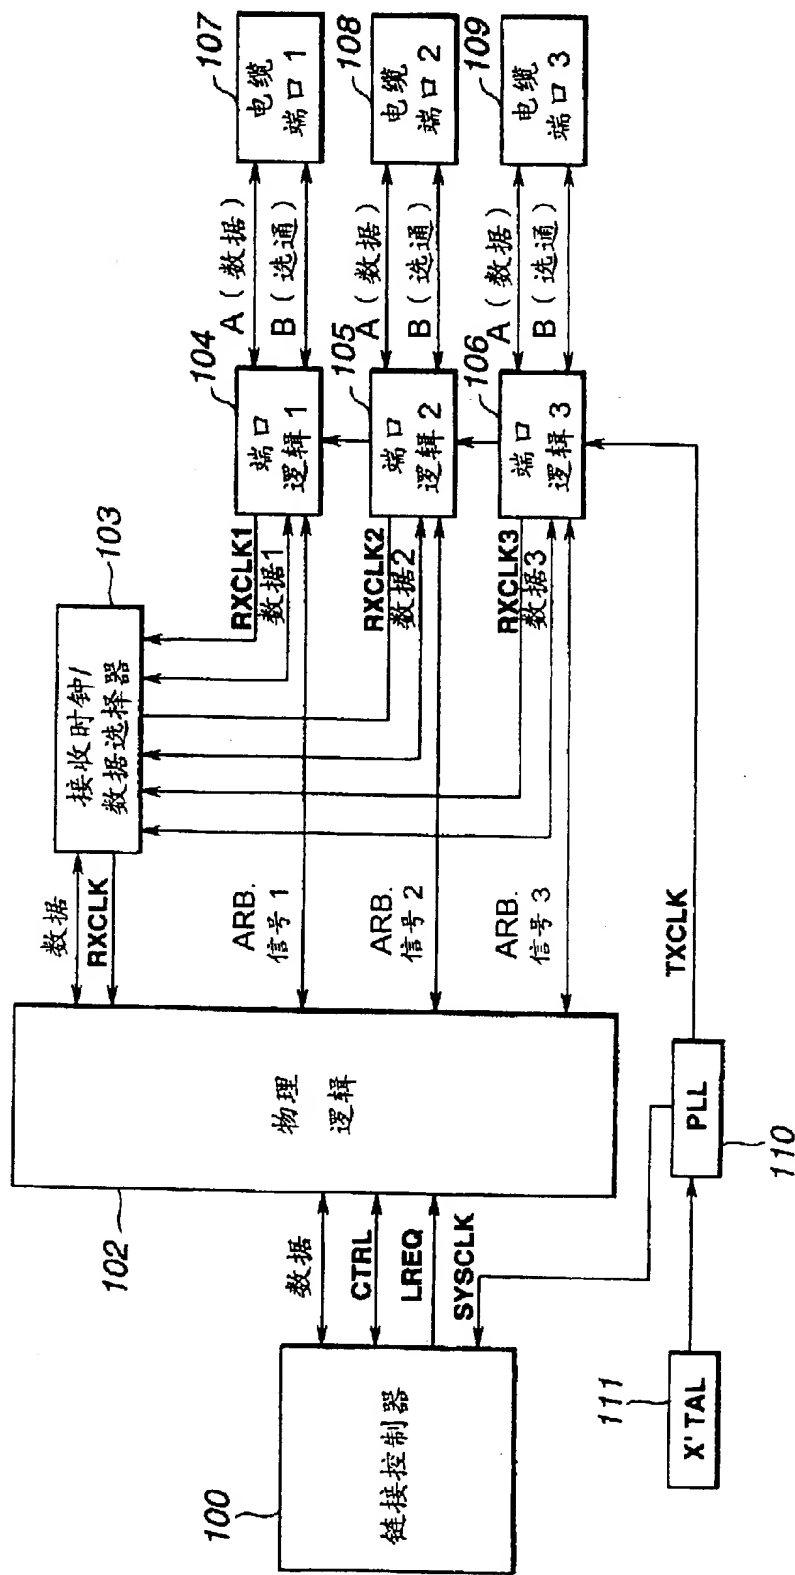 100
链接控制器
数据
CTRL
LREQ
SYSCLK
102
物理
逻辑
数据
RXCLK
103
接收时钟/
数据选择器
ARB.
信号1
ARB.
信号2
ARB.
信号3
RXCLK1
数据1
RXCLK2
数据2
RXCLK3
数据3
104
端口
逻辑1
105
端口
逻辑2
106
端口
逻辑3
A(数据)
B(选通)
A(数据)
B(选通)
A(数据)
B(选通)
107
电缆
端口1
108
电缆
端口2
109
电缆
端口3
111
X'TAL
PLL
110
TXCLK